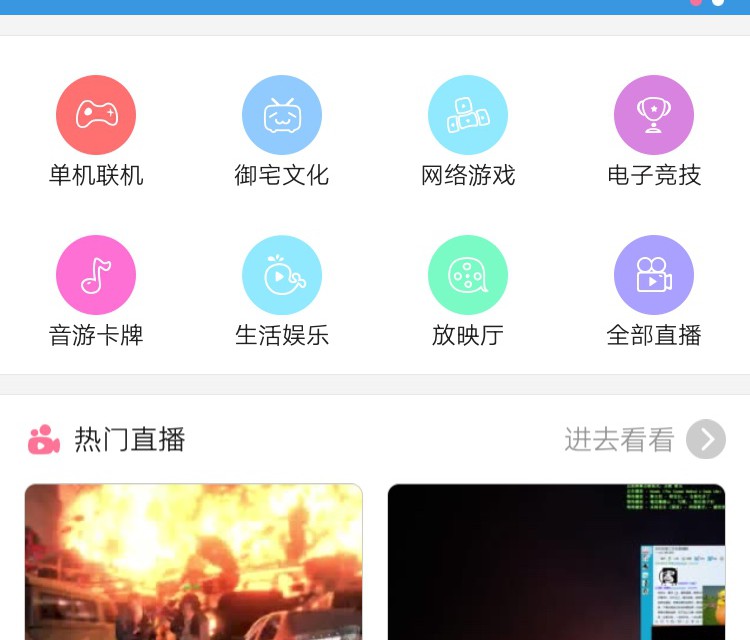 单机联机
御宅文化
网络游戏
电子竞技
音游卡牌
生活娱乐
放映厅
全部直播
热门直播
进去看看